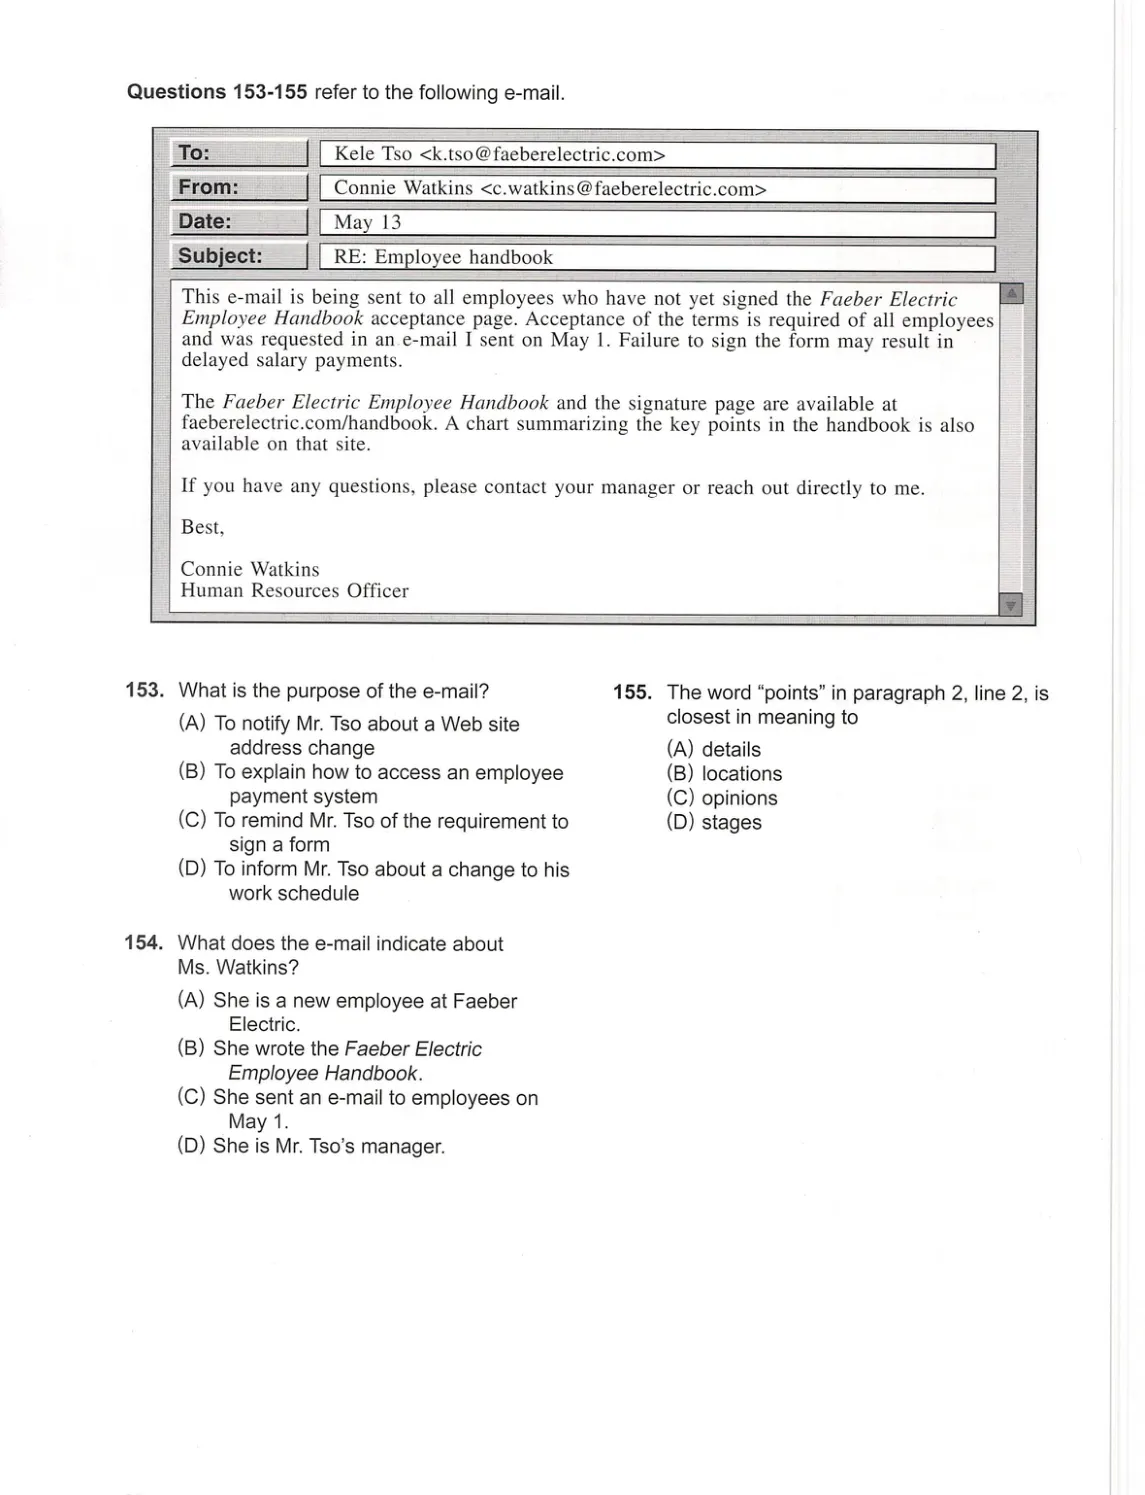 Questions 153-155 refer to the following e-mail.
To: Kele Tso <k.tso@faeberelectric.com>
From: Connie Watkins <c.watkins@faeberelectric.com>
Date: May 13
Subject: RE: Employee handbook
This e-mail is being sent to all employees who have not yet signed the Faeber Electric
Employee Handbook acceptance page. Acceptance of the terms is required of all employees
and was requested in an e-mail I sent on May 1. Failure to sign the form may result in
delayed salary payments.
The Faeber Electric Employee Handbook and the signature page are available at
faeberelectric.com/handbook. A chart summarizing the key points in the handbook is also
available on that site.
If you have any questions, please contact your manager or reach out directly to me.
Best,
Connie Watkins
Human Resources Officer
153. What is the purpose of the e-mail?
(A) To notify Mr. Tso about a Web site
address change
(B) To explain how to access an employee
payment system
(C) To remind Mr. Tso of the requirement to
sign a form
(D) To inform Mr. Tso about a change to his
work schedule
154. What does the e-mail indicate about
Ms. Watkins?
(A) She is a new employee at Faeber
Electric.
(B) She wrote the Faeber Electric
Employee Handbook.
(C) She sent an e-mail to employees on
May 1.
(D) She is Mr. Tso's manager.
155. The word “points” in paragraph 2, line 2, is
closest in meaning to
(A) details
(B) locations
(C) opinions
(D) stages